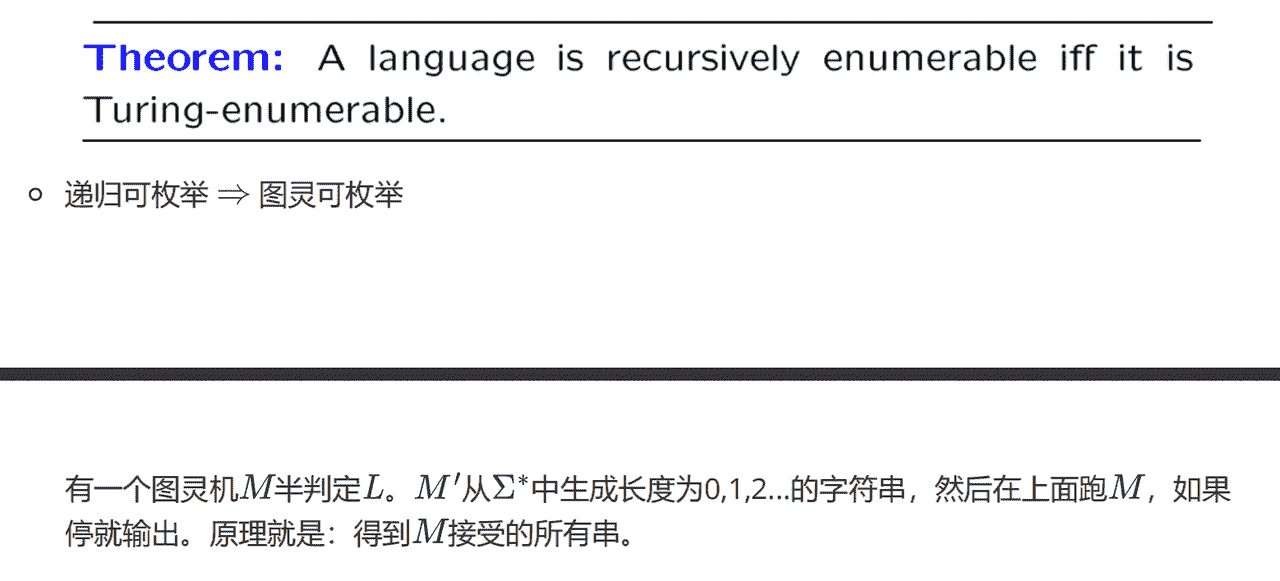 Theorem: A language is recursively enumerable iff it is
Turing-enumerable.
递归可枚举 ⇒ 图灵可枚举
有一个图灵机M半判定L。M′从Σ*中生成长度为0,1,2...的字符串，然后在上面跑M，如果
停就输出。原理就是：得到M接受的所有串。